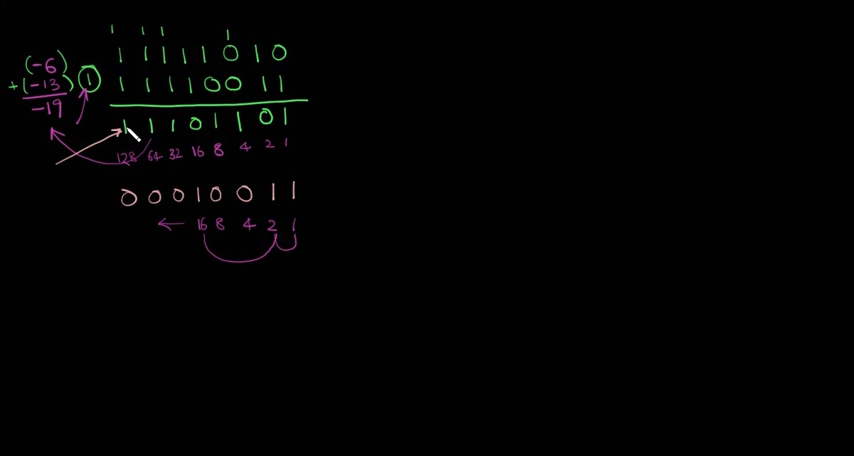 1 1 1 1
(-6) 1 1 1 1 1 0 1 0
+(-13) 1 1 1 1 1 0 0 1 1
-19 1 1 1 0 1 1 0 1
128 64 32 16 8 4 2 1
0 0 0 1 0 0 1 1
← 16 8 4 2 1